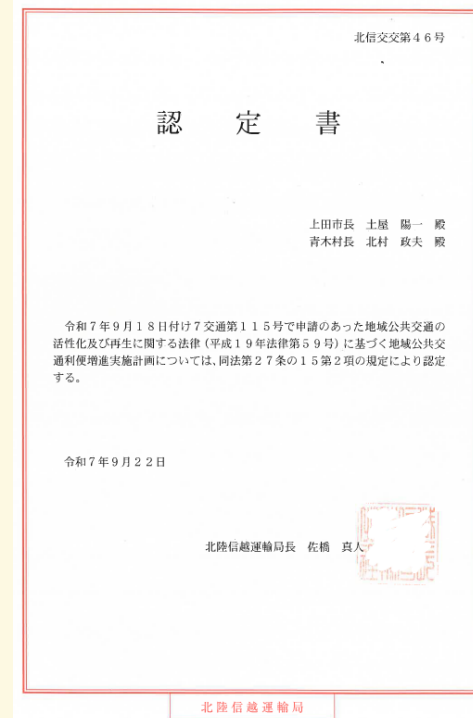 北信交交第４６号
認　定　書
上田市長　土屋　陽一　殿
青木村長　北村　政夫　殿
令和７年９月１８日付け７交通第１１５号で申請のあった地域公共交通の
活性化及び再生に関する法律（平成１９年法律第５９号）に基づく地域公共交
通利便増進実施計画については、同法第２７条の１５第２項の規定により認定
する。
令和７年９月２２日
北陸信越運輸局長　佐橋　真人
北陸信越運輸局